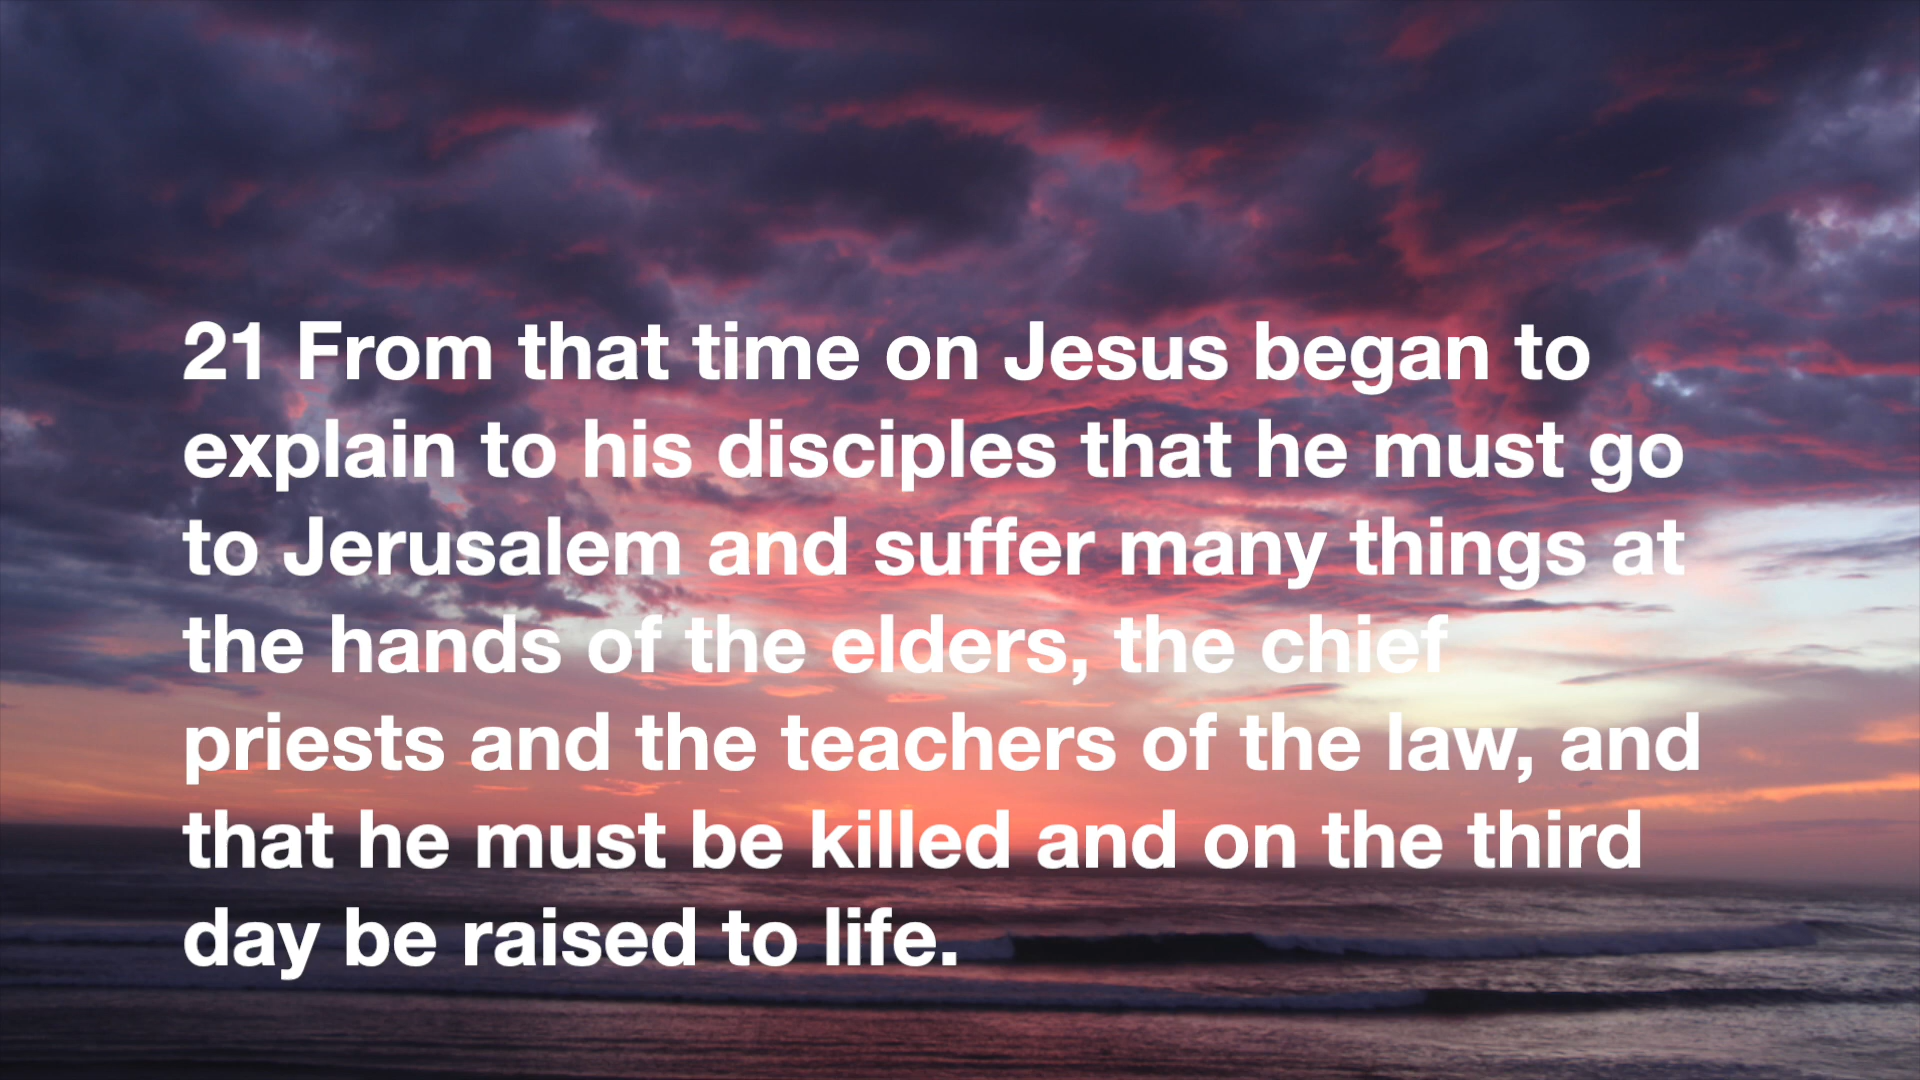 21 From that time on Jesus began to
explain to his disciples that he must go
to Jerusalem and suffer many things at
the hands of the elders, the chief
priests and the teachers of the law, and
that he must be killed and on the third
day be raised to life.